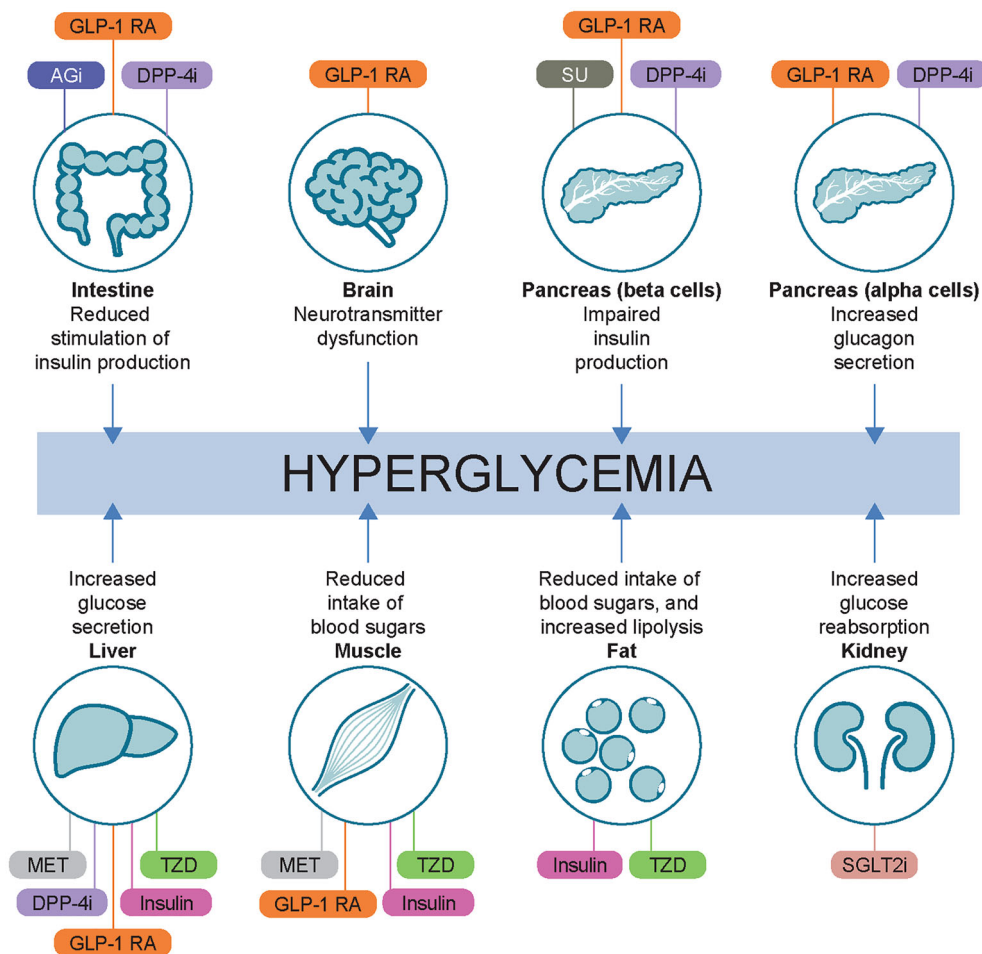 GLP-1 RA
AGi
DPP-4i
Intestine
Reduced
stimulation of
insulin production
GLP-1 RA
Brain
Neurotransmitter
dysfunction
GLP-1 RA
SU
DPP-4i
Pancreas (beta cells)
Impaired
insulin
production
GLP-1 RA
DPP-4i
Pancreas (alpha cells)
Increased
glucagon
secretion
HYPERGLYCEMIA
Increased
glucose
secretion
Liver
MET
TZD
DPP-4i
Insulin
GLP-1 RA
Reduced
intake of
blood sugars
Muscle
MET
TZD
GLP-1 RA
Insulin
Reduced intake of
blood sugars, and
increased lipolysis
Fat
Insulin
TZD
Increased
glucose
reabsorption
Kidney
SGLT2i